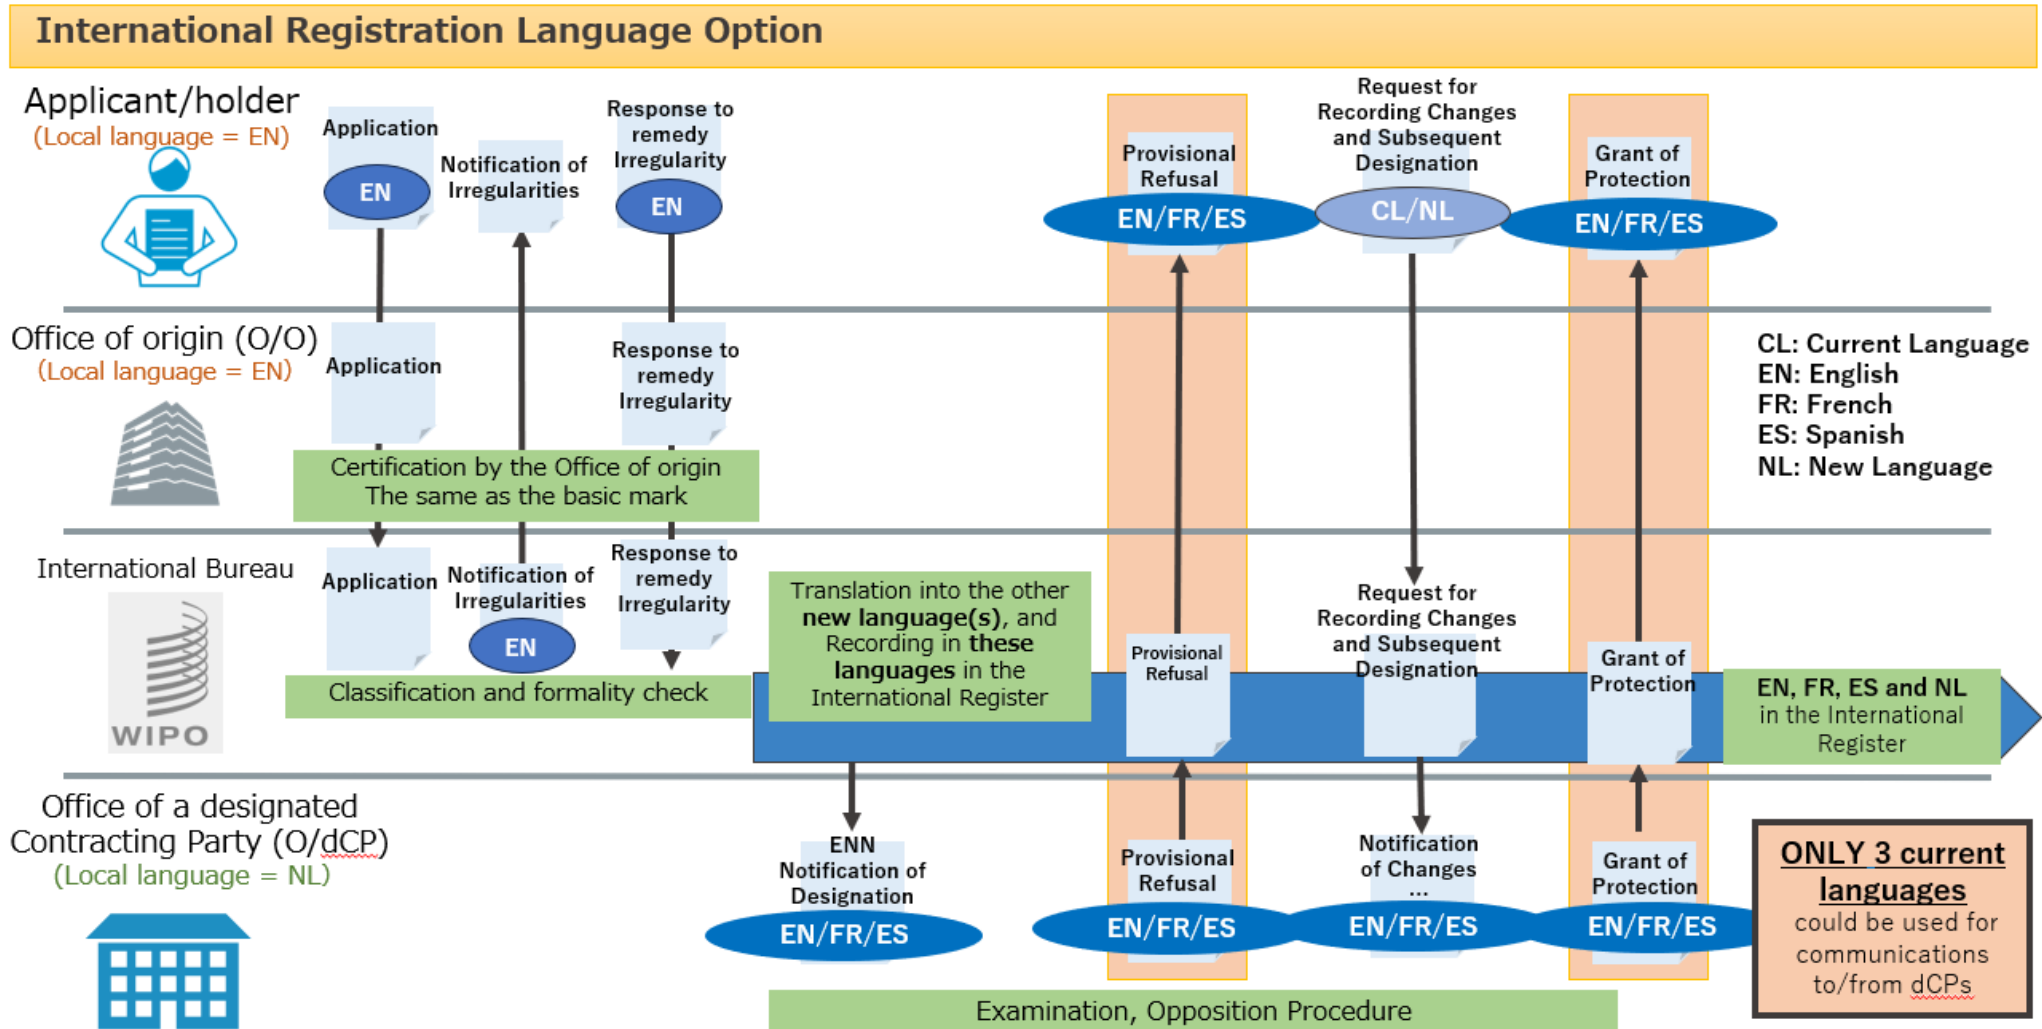 International Registration Language Option
Applicant/holder
(Local language = EN)
Application
EN
Notification of
Irregularities
Response to
remedy
Irregularity
EN
Provisional
Refusal
EN/FR/ES
Request for
Recording Changes
and Subsequent
Designation
CL/NL
Grant of
Protection
EN/FR/ES
Office of origin (O/O)
(Local language = EN)
Application
Response to
remedy
Irregularity
Certification by the Office of origin
The same as the basic mark
CL: Current Language
EN: English
FR: French
ES: Spanish
NL: New Language
International Bureau
WIPO
Application
Notification of
Irregularities
EN
Response to
remedy
Irregularity
Classification and formality check
Translation into the other
new language(s), and
Recording in these
languages in the
International Register
Provisional
Refusal
Request for
Recording Changes
and Subsequent
Designation
Grant of
Protection
EN, FR, ES and NL
in the International
Register
Office of a designated
Contracting Party (O/dCP)
(Local language = NL)
ENN
Notification of
Designation
EN/FR/ES
Provisional
Refusal
EN/FR/ES
Notification
of Changes
...
EN/FR/ES
Grant of
Protection
EN/FR/ES
ONLY 3 current
languages
could be used for
communications
to/from dCPs
Examination, Opposition Procedure